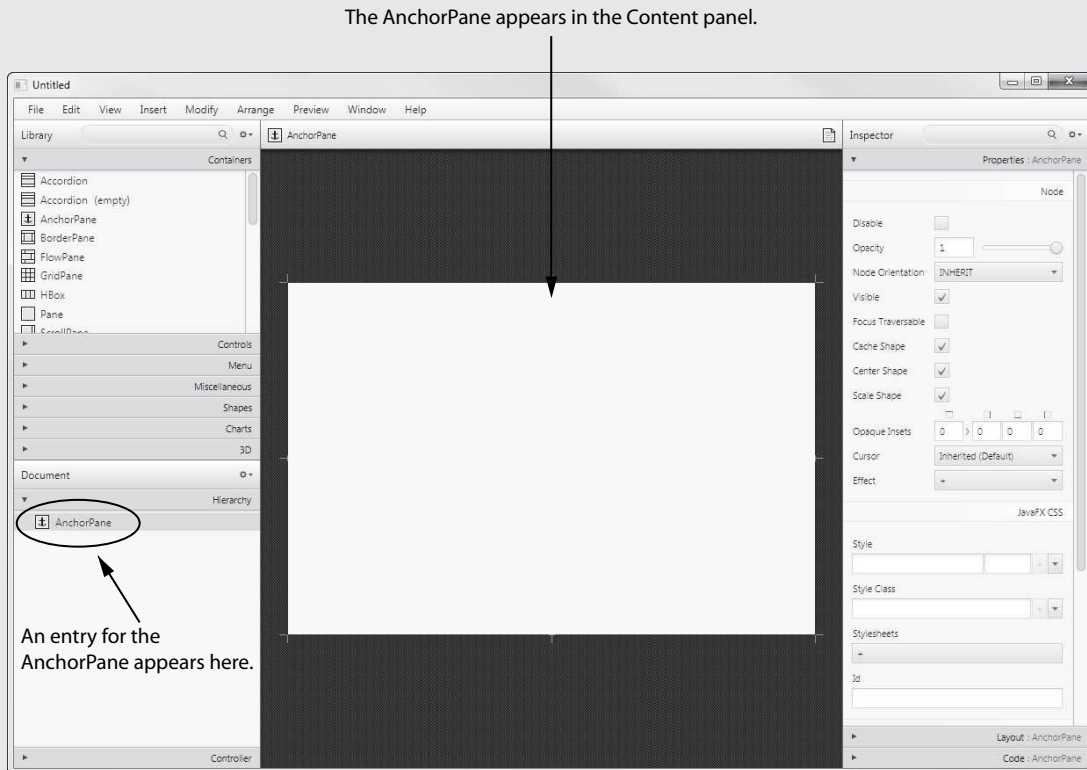 The AnchorPane appears in the Content panel.
Untitled
File Edit View Insert Modify Arrange Preview Window Help
Library
AnchorPane
Inspector
Containers
Properties : AnchorPane
Accordion
Accordion (empty)
AnchorPane
BorderPane
FlowPane
GridPane
HBox
Pane
ScrollPane
Controls
Menu
Miscellaneous
Shapes
Charts
3D
Document
Hierarchy
AnchorPane
An entry for the
AnchorPane appears here.
Controller
Node
Disable
Opacity 1
Node Orientation INHERIT
Visible
Focus Traversable
Cache Shape
Center Shape
Scale Shape
Opaque Insets 0 0 0 0
Cursor Inherited (Default)
Effect +
JavaFX CSS
Style
Style Class
Stylesheets
+
Id
Layout : AnchorPane
Code : AnchorPane